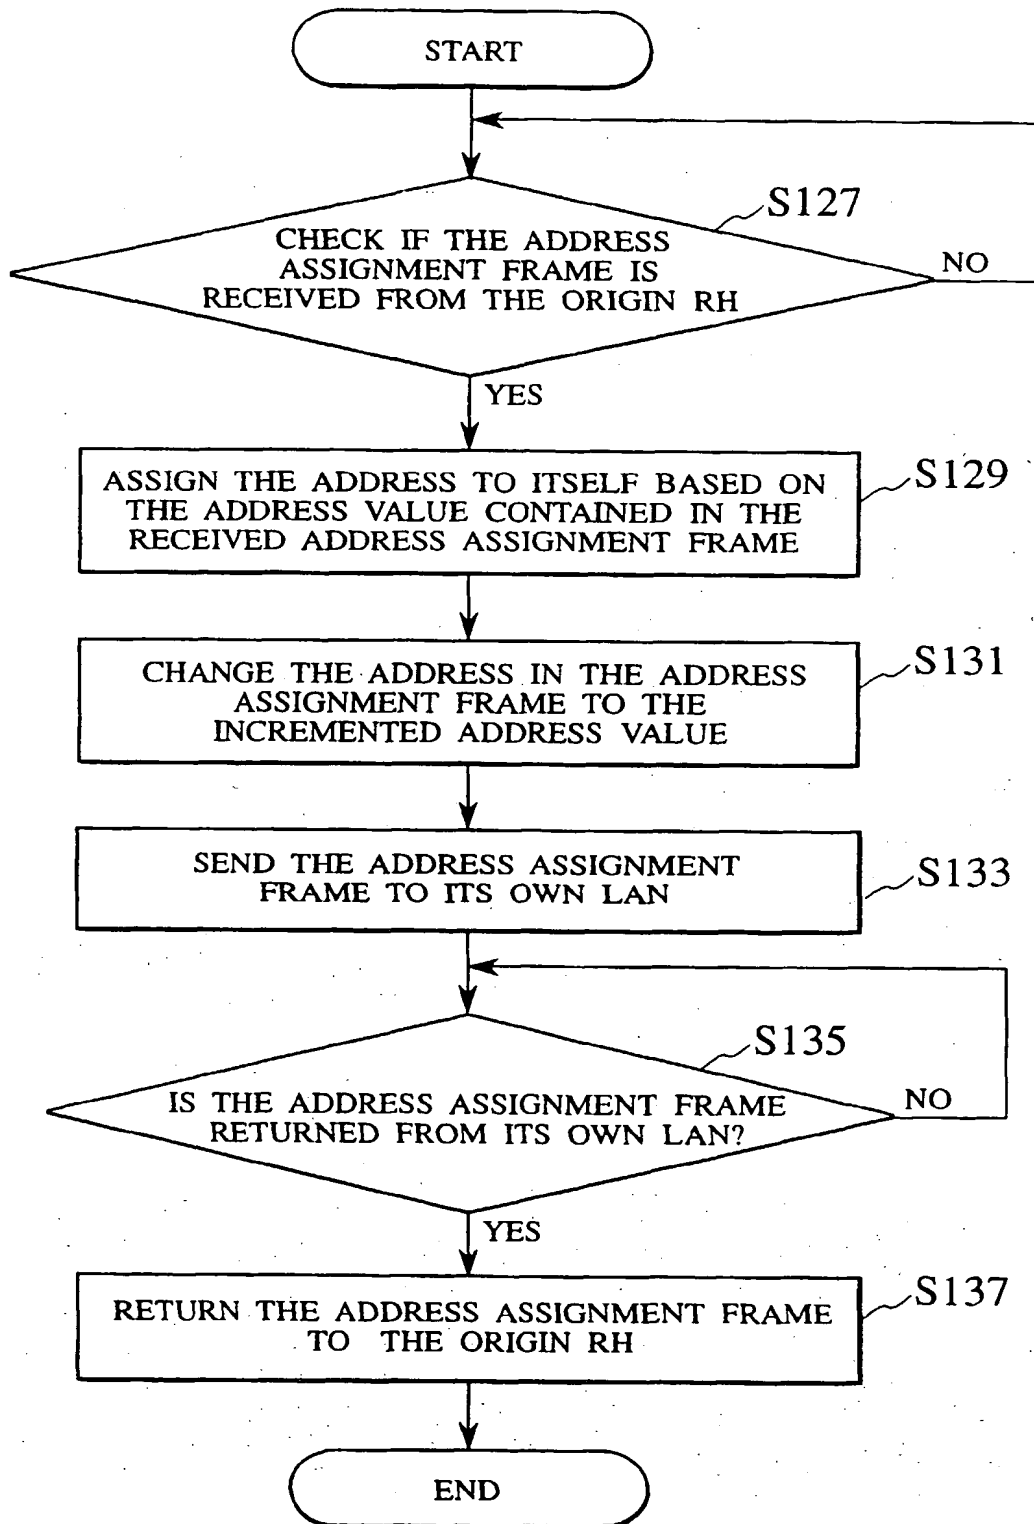 START
S127
CHECK IF THE ADDRESS
ASSIGNMENT FRAME IS
RECEIVED FROM THE ORIGIN RH
NO
YES
S129
ASSIGN THE ADDRESS TO ITSELF BASED ON
THE ADDRESS VALUE CONTAINED IN THE
RECEIVED ADDRESS ASSIGNMENT FRAME
S131
CHANGE THE ADDRESS IN THE ADDRESS
ASSIGNMENT FRAME TO THE
INCREMENTED ADDRESS VALUE
SEND THE ADDRESS ASSIGNMENT
FRAME TO ITS OWN LAN
S133
S135
IS THE ADDRESS ASSIGNMENT FRAME
RETURNED FROM ITS OWN LAN?
NO
YES
S137
RETURN THE ADDRESS ASSIGNMENT FRAME
TO THE ORIGIN RH
END